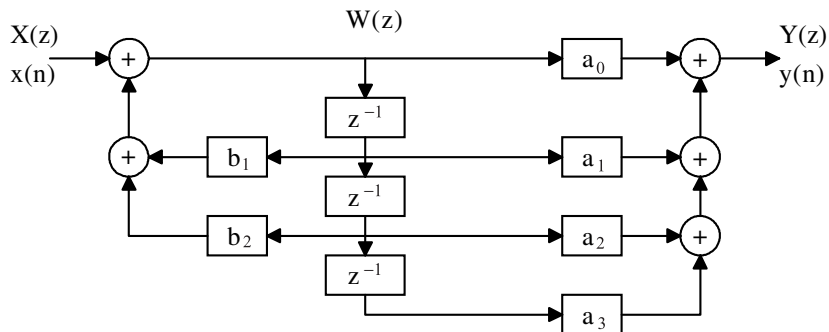 W(z)
X(z)
Y(z)
+
a₀
+
x(n)
y(n)
z⁻¹
+
b₁
a₁
+
z⁻¹
b₂
a₂
+
z⁻¹
a₃